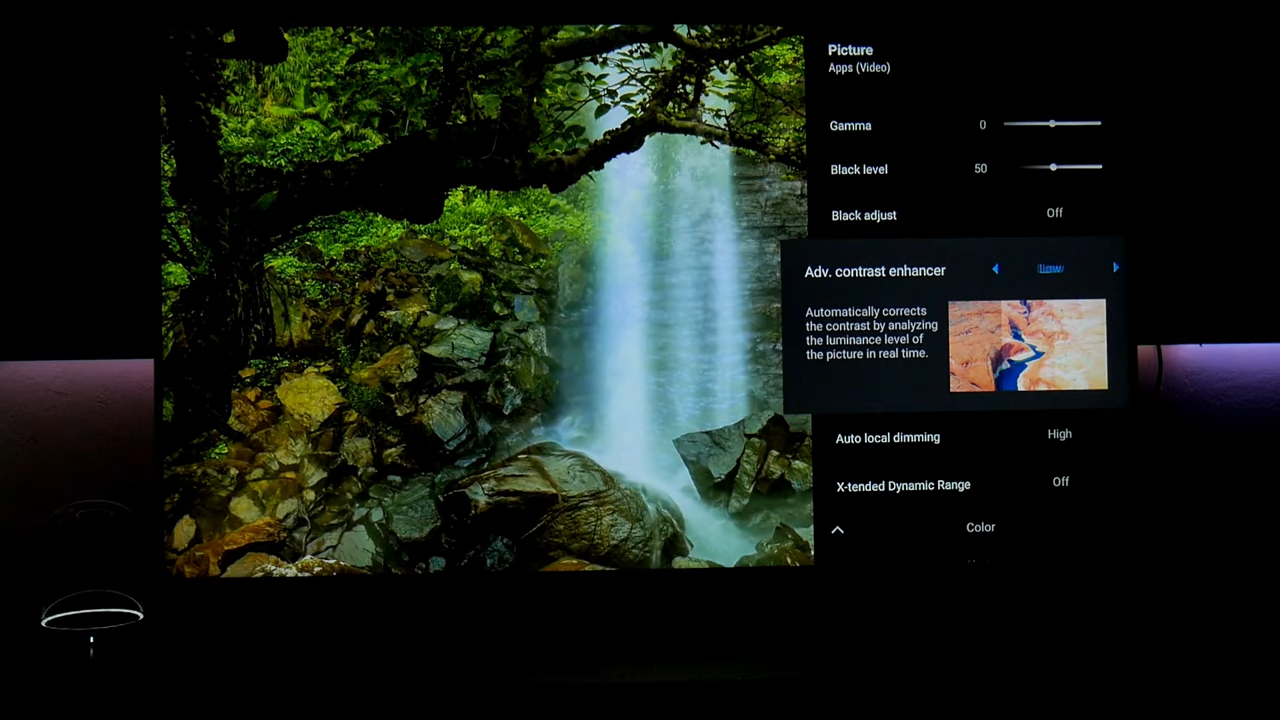 Picture
Apps (Video)
Gamma 0
Black level 50
Black adjust Off
Adv. contrast enhancer
Automatically corrects
the contrast by analyzing
the luminance level of
the picture in real time.
Auto local dimming High
X-tended Dynamic Range Off
Color